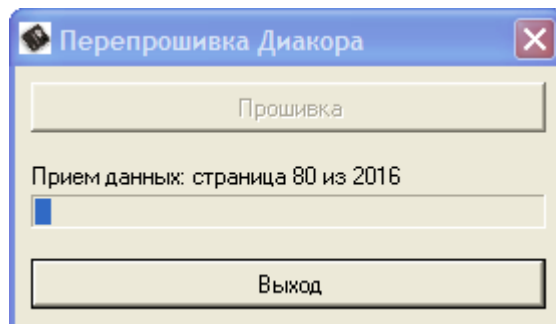 Перепрошивка Диакора
Прошивка
Прием данных: страница 80 из 2016
Выход